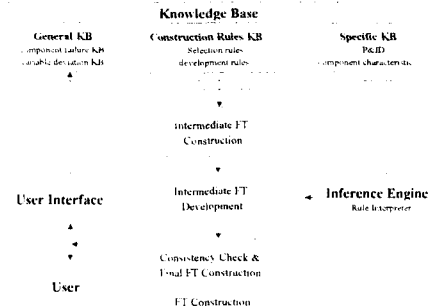 Knowledge Base
General KB
component failure KB
variable deviation KB
Construction Rules KB
Selection rules
development rules
Specific KB
P&ID
component characteristic
Intermediate FT
Construction
User Interface
Intermediate FT
Development
Inference Engine
Rule Interpreter
Consistency Check &
Final FT Construction
User
FT Construction